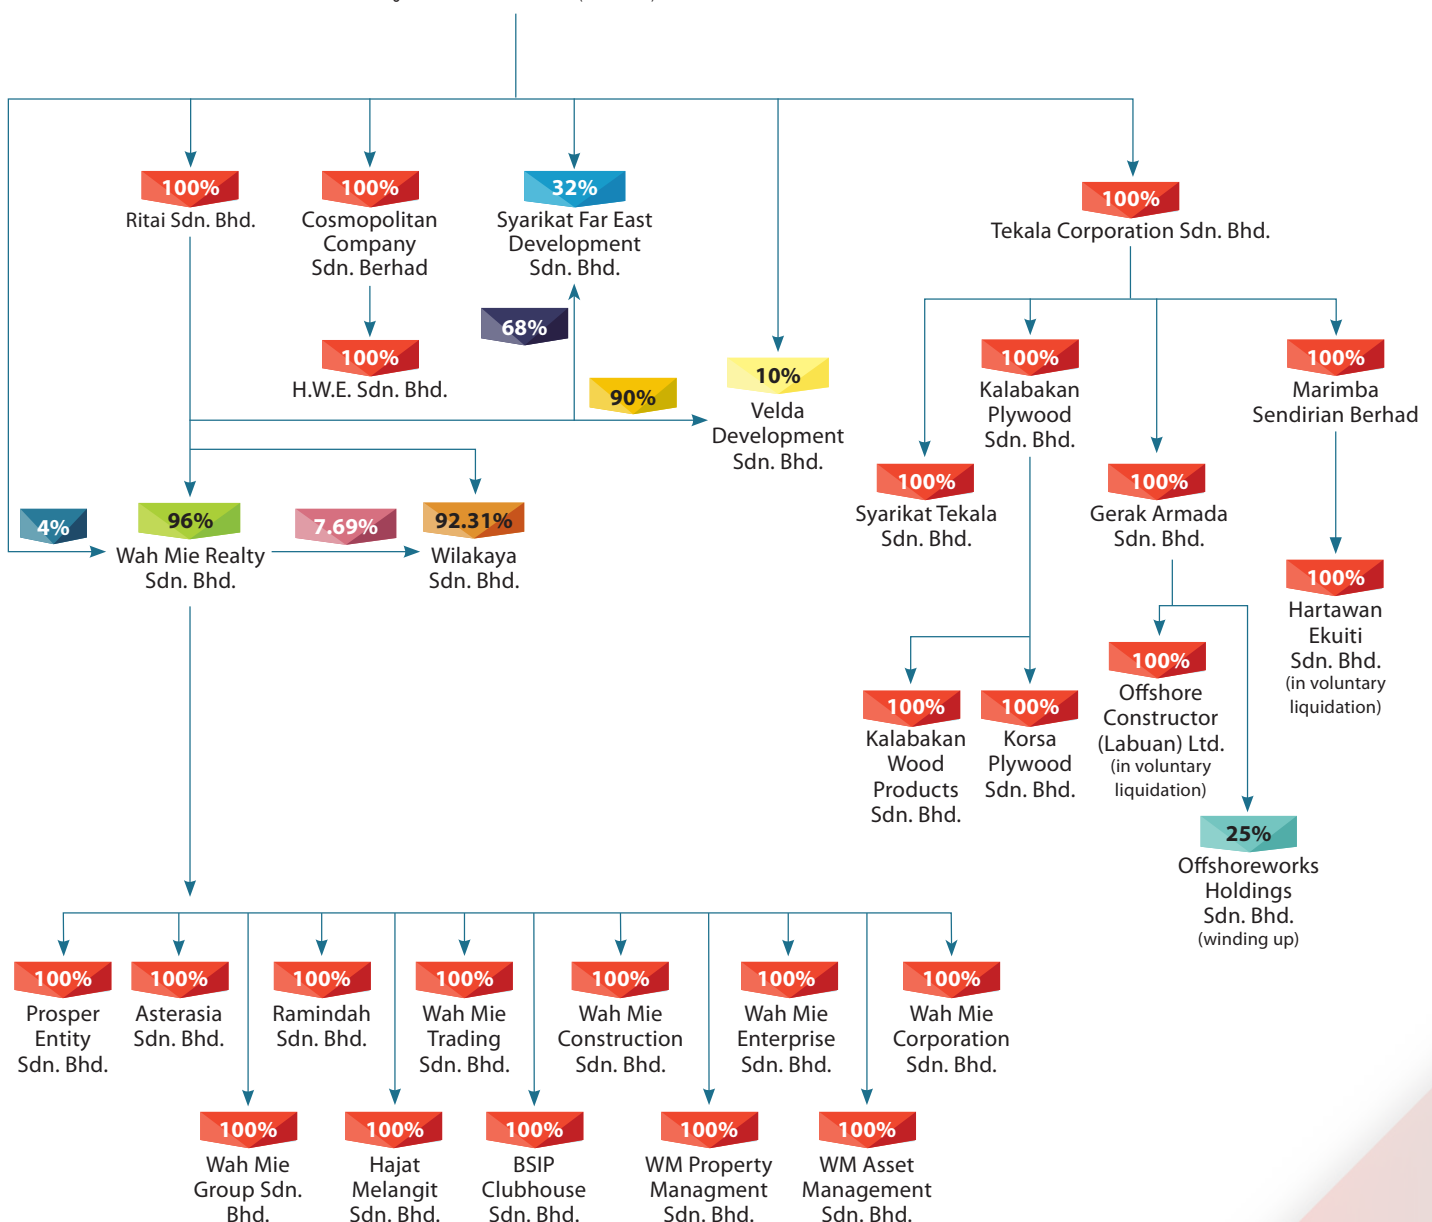 100%
Ritai Sdn. Bhd.
100%
Cosmopolitan
Company
Sdn. Berhad
32%
Syarikat Far East
Development
Sdn. Bhd.
100%
Tekala Corporation Sdn. Bhd.
68%
100%
H.W.E. Sdn. Bhd.
90%
10%
Velda
Development
Sdn. Bhd.
100%
Kalabakan
Plywood
Sdn. Bhd.
100%
Marimba
Sendirian Berhad
100%
Syarikat Tekala
Sdn. Bhd.
100%
Gerak Armada
Sdn. Bhd.
4%
96%
Wah Mie Realty
Sdn. Bhd.
7.69%
92.31%
Wilakaya
Sdn. Bhd.
100%
Hartawan
Ekuiti
Sdn. Bhd.
(in voluntary
liquidation)
100%
Kalabakan
Wood
Products
Sdn. Bhd.
100%
Korsa
Plywood
Sdn. Bhd.
100%
Offshore
Constructor
(Labuan) Ltd.
(in voluntary
liquidation)
25%
Offshoreworks
Holdings
Sdn. Bhd.
(winding up)
100%
Prosper
Entity
Sdn. Bhd.
100%
Asterasia
Sdn. Bhd.
100%
Ramindah
Sdn. Bhd.
100%
Wah Mie
Trading
Sdn. Bhd.
100%
Wah Mie
Construction
Sdn. Bhd.
100%
Wah Mie
Enterprise
Sdn. Bhd.
100%
Wah Mie
Corporation
Sdn. Bhd.
100%
Wah Mie
Group Sdn.
Bhd.
100%
Hajat
Melangit
Sdn. Bhd.
100%
BSIP
Clubhouse
Sdn. Bhd.
100%
WM Property
Managment
Sdn. Bhd.
100%
WM Asset
Management
Sdn. Bhd.